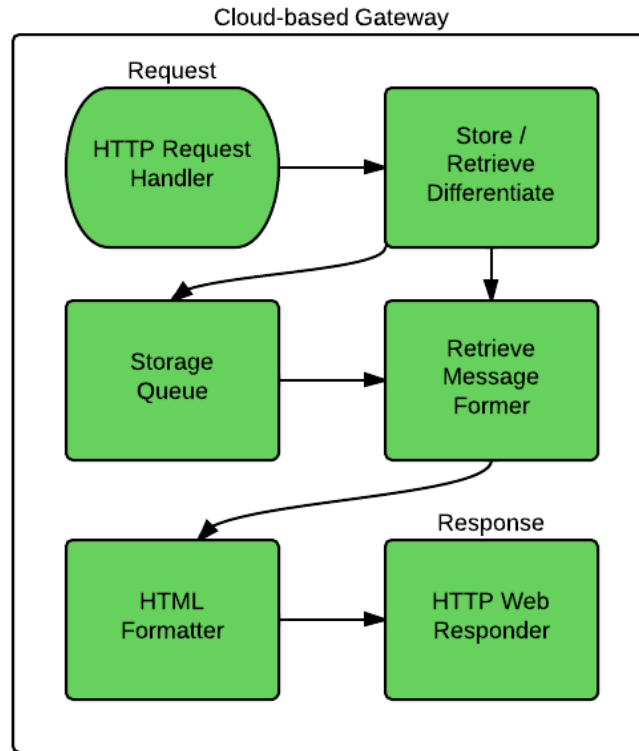 Cloud-based Gateway
Request
HTTP Request
Handler
Store /
Retrieve
Differentiate
Storage
Queue
Retrieve
Message
Former
HTML
Formatter
Response
HTTP Web
Responder